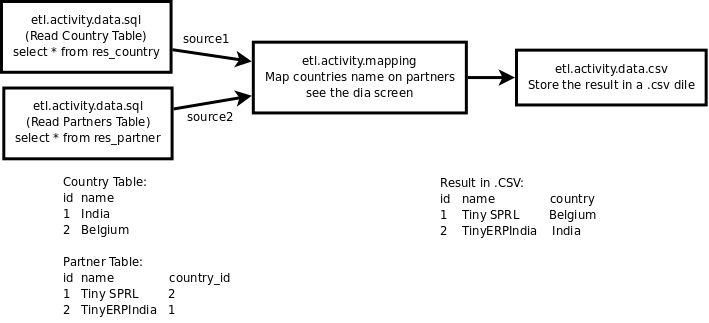 etl.activity.data.sql
(Read Country Table)
select * from res_country
source1
etl.activity.data.sql
(Read Partners Table)
select * from res_partner
source2
etl.activity.mapping
Map countries name on partners
see the dia screen
etl.activity.data.csv
Store the result in a .csv dile
Country Table:
id name
1 India
2 Belgium
Partner Table:
id name country_id
1 Tiny SPRL 2
2 TinyERPIndia 1
Result in .CSV:
id name country
1 Tiny SPRL Belgium
2 TinyERPIndia India